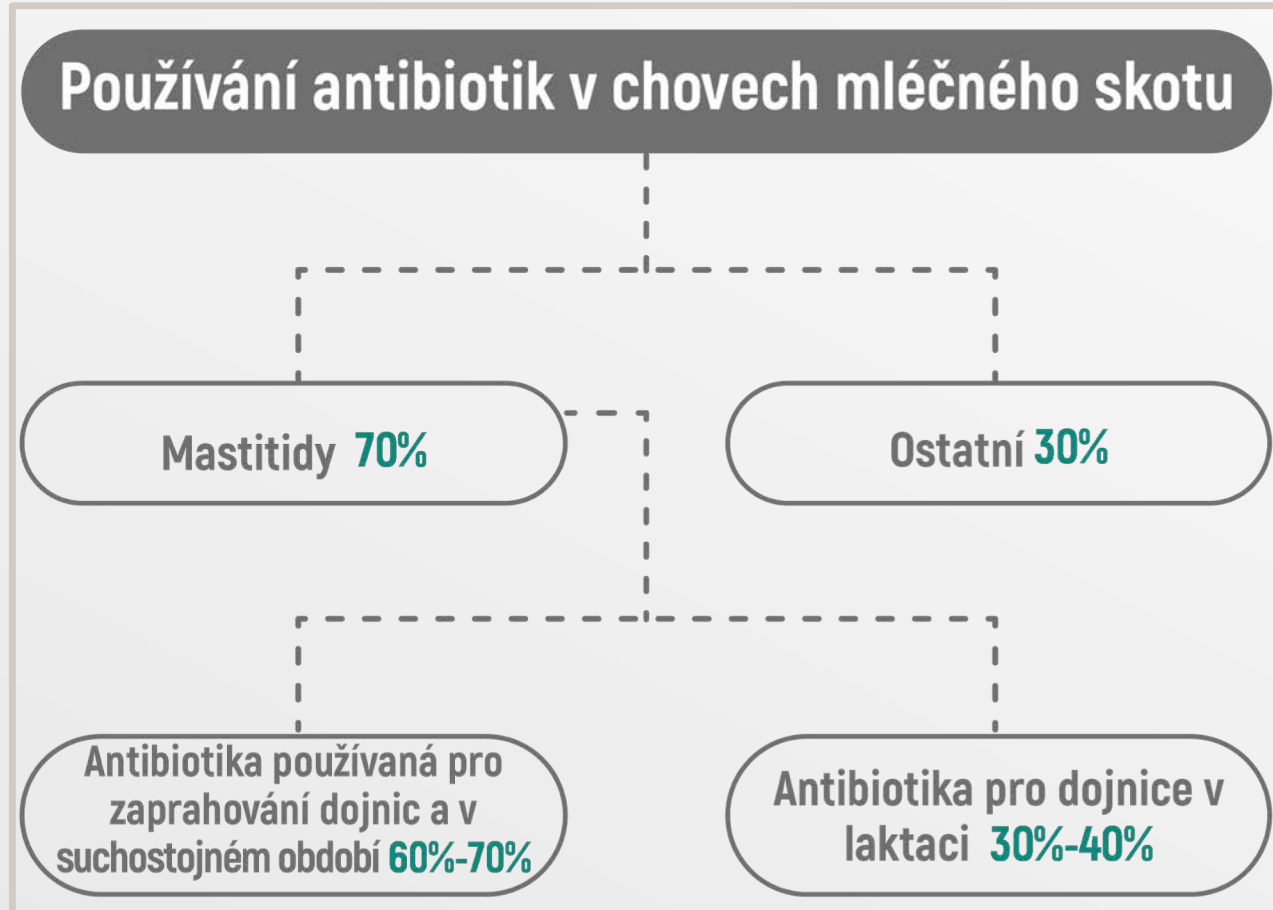 Používání antibiotik v chovech mléčného skotu
Mastitidy 70%
Ostatní 30%
Antibiotika používaná pro
zaprahování dojnic a v
suchostojném období 60%-70%
Antibiotika pro dojnice v
laktaci 30%-40%